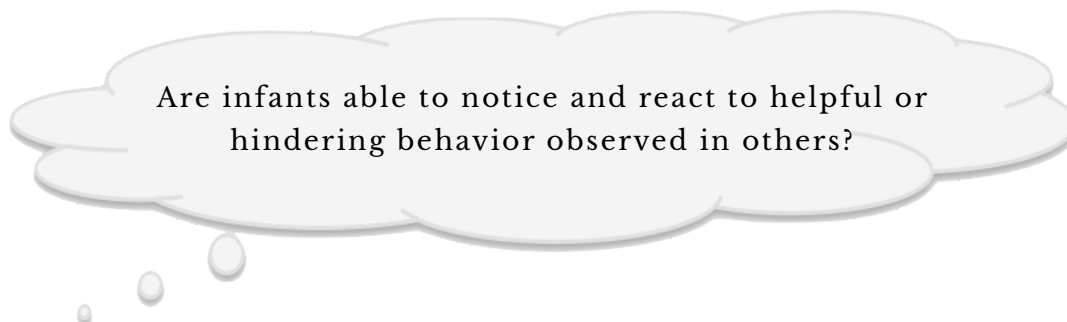 Are infants able to notice and react to helpful or
hindering behavior observed in others?